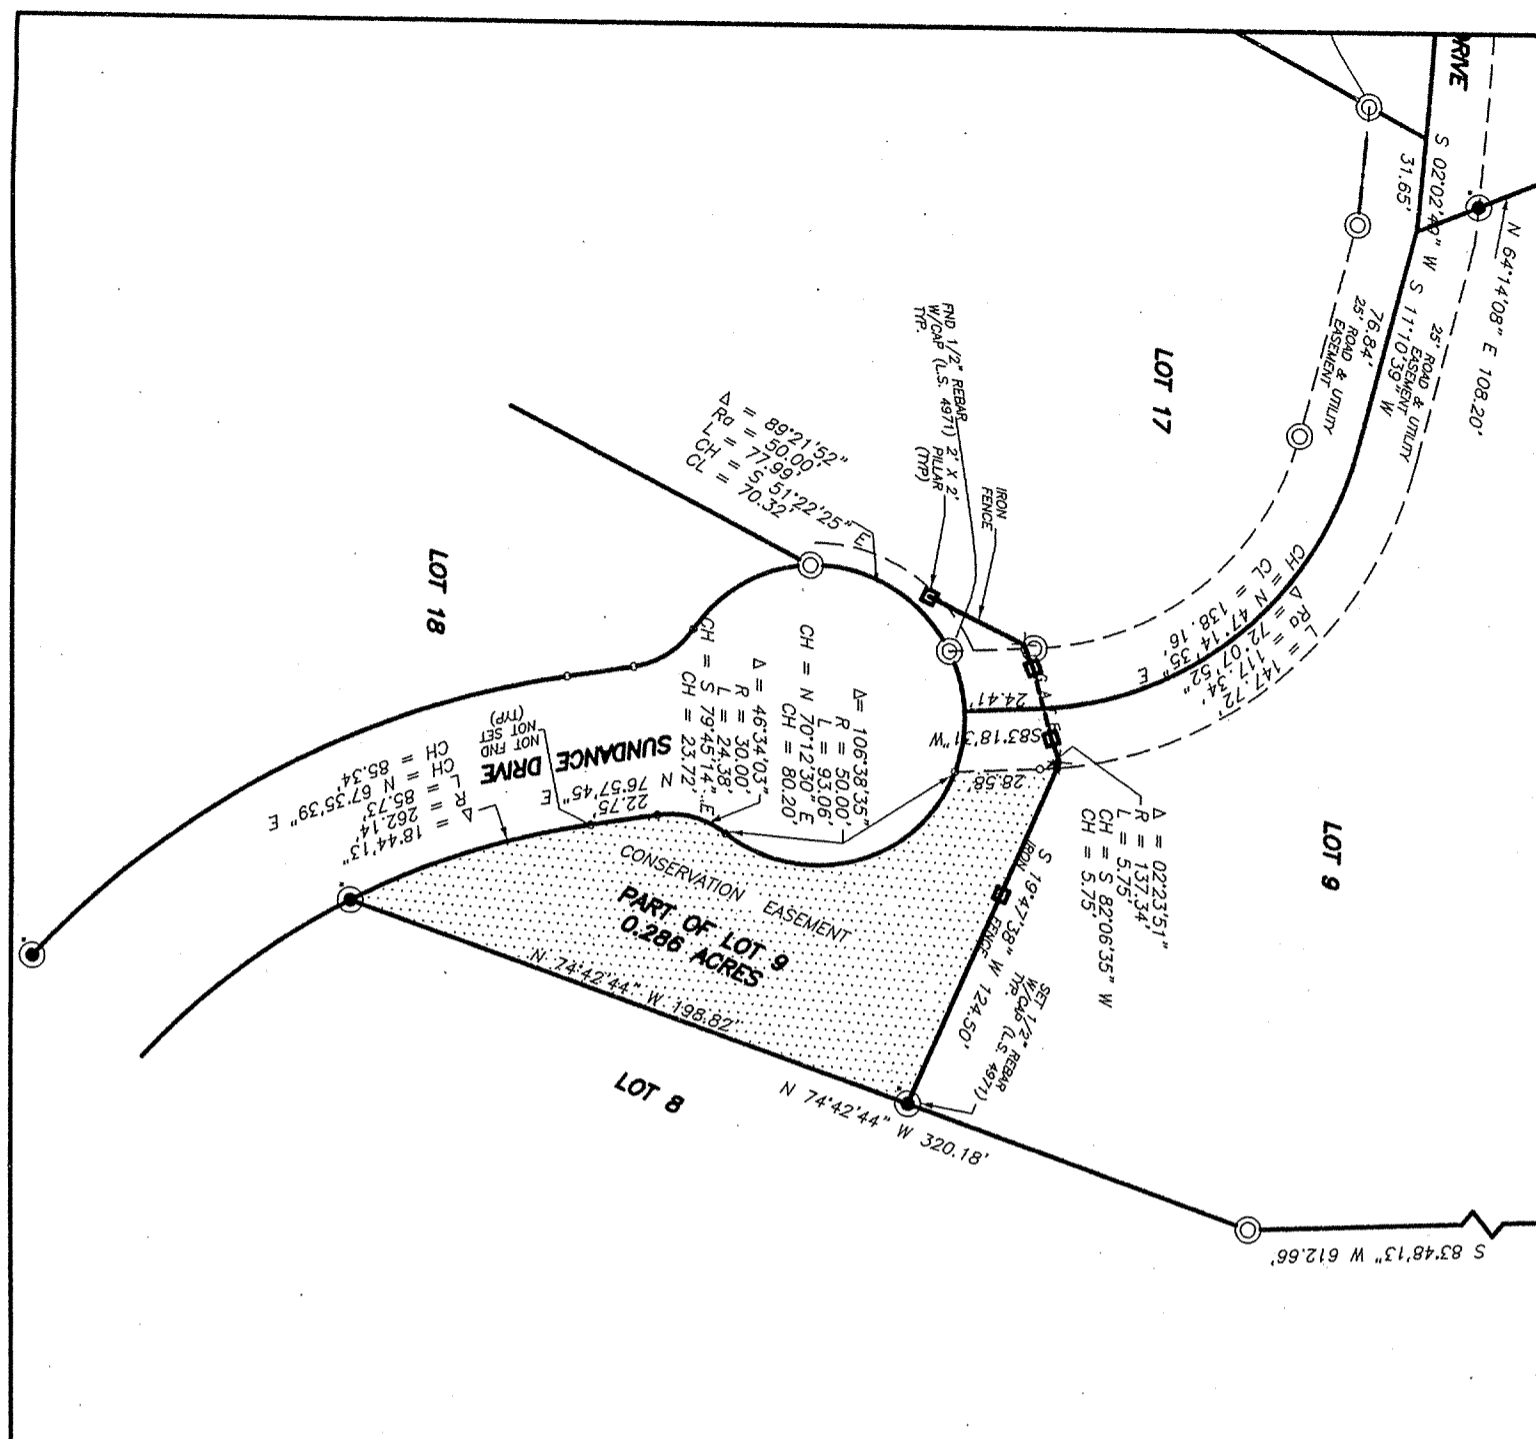 DRIVE
S 02°02'49" W
31.65'
N 64°14'08" E 108.20'
S 11°10'39" W
76.84'
25' ROAD & UTILITY
EASEMENT
25' ROAD & UTILITY
EASEMENT
LOT 17
FND 1/2" REBAR
W/CAP (L.S. 4971)
TYP.
2' X 2'
PILLAR
(TYP)
IRON
FENCE
Δ = 89°21'52"
Ra = 50.00'
L = 77.99'
CH = S 51°22'25" E
CL = 70.32'
LOT 18
L = 147.72'
Ra = 117.34'
Δ = 72°07'52"
CH = N 47°14'35" E
CL = 138.16'
24.41'
S83°18'31"W
28.58'
Δ = 106°38'35"
R = 50.00'
L = 93.06'
CH = N 70°12'30" E
CH = 80.20'
Δ = 46°34'03"
R = 30.00'
L = 24.38'
CH = S 79°45'14" E
CH = 23.72'
SUNDANCE DRIVE
NOT FND
NOT SET
(TYP)
N 76°57'45" E
22.75'
Δ = 18°44'13"
R = 262.14'
L = 85.73'
CH = N 67°35'39" E
CH = 85.34'
Δ = 02°23'51"
R = 137.34'
L = 5.75'
CH = S 82°06'35" W
CH = 5.75'
LOT 9
CONSERVATION EASEMENT
PART OF LOT 9
0.286 ACRES
S 19°47'38" W 124.50'
IRON FENCE
SET 1/2" REBAR
W/CAP (L.S. 4971)
TYP.
N 74°42'44" W 198.82'
LOT 8
N 74°42'44" W 320.18'
S 83°48'13" W 612.66'